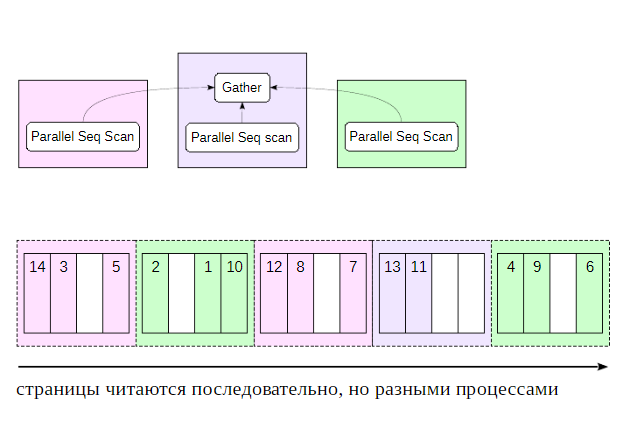 Gather
Parallel Seq Scan
Parallel Seq scan
Parallel Seq Scan
14 3 5 2 1 10 12 8 7 13 11 4 9 6
страницы читаются последовательно, но разными процессами